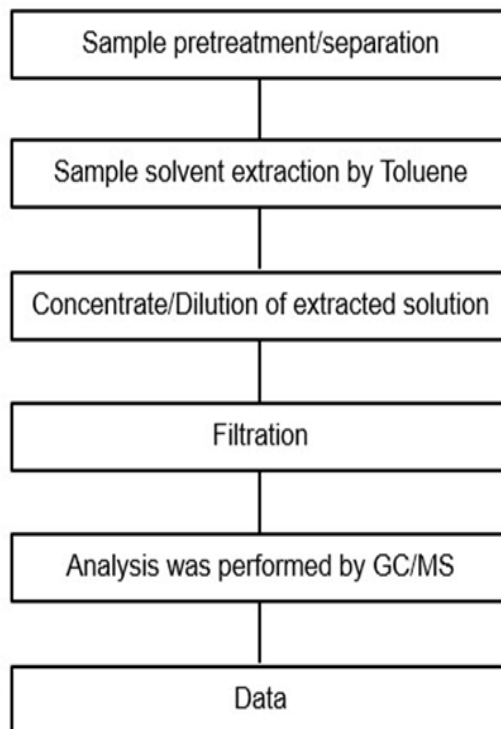 Sample pretreatment/separation
Sample solvent extraction by Toluene
Concentrate/Dilution of extracted solution
Filtration
Analysis was performed by GC/MS
Data